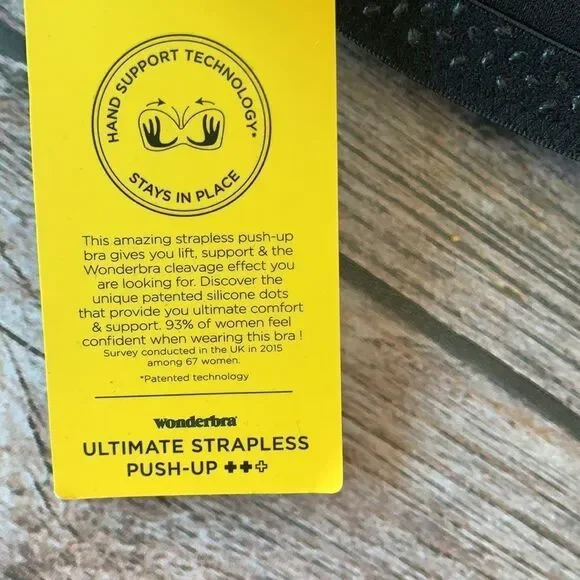 HAND SUPPORT TECHNOLOGY*
STAYS IN PLACE
This amazing strapless push-up
bra gives you lift, support & the
Wonderbra cleavage effect you
are looking for. Discover the
unique patented silicone dots
that provide you ultimate comfort
& support. 93% of women feel
confident when wearing this bra !
Survey conducted in the UK in 2015
among 67 women.
*Patented technology
wonderbra
ULTIMATE STRAPLESS
PUSH-UP